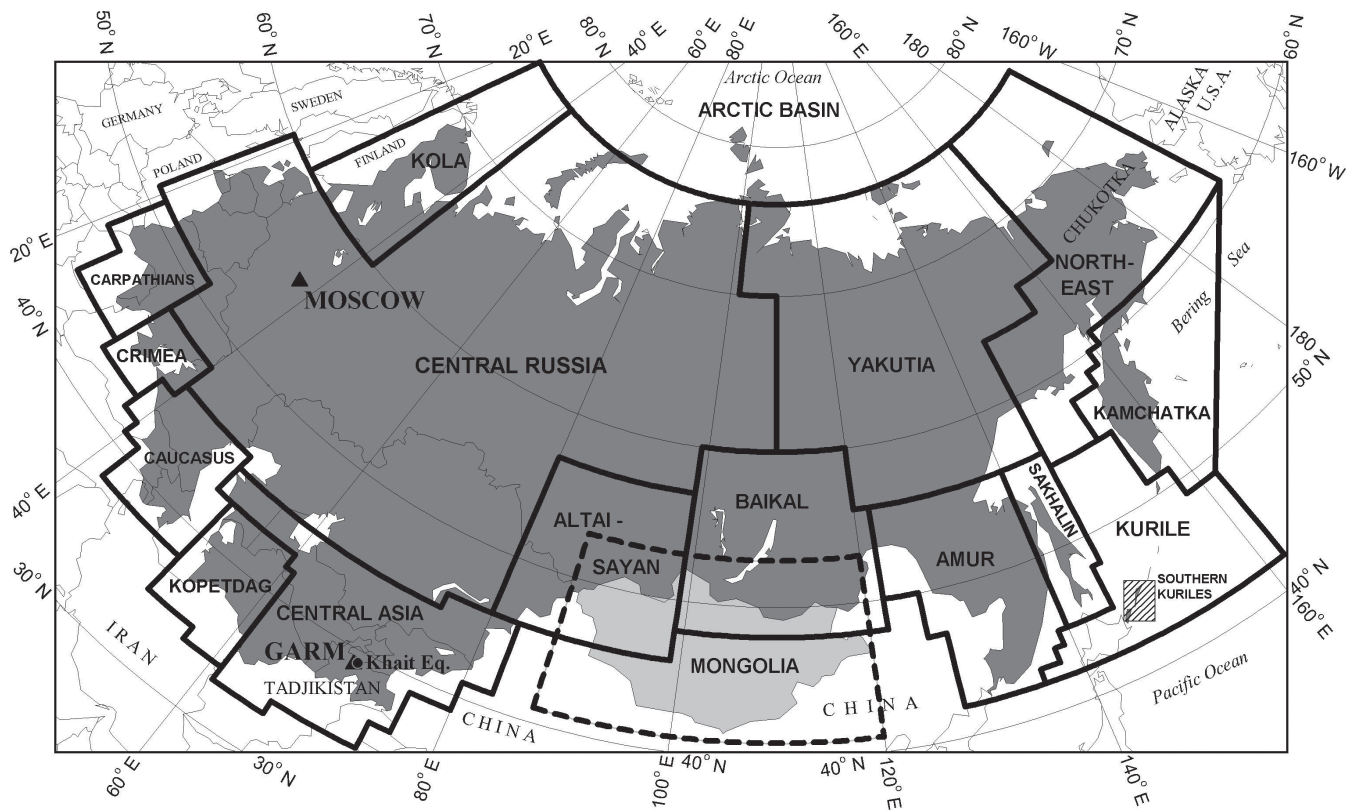 50° N
60° N
70° N
20° E
80° N
40° E
60° E
80° E
160° E
180
80° N
160° W
70° N
60° N
Arctic Ocean
ARCTIC BASIN
ALASKA
U.S.A.
GERMANY
SWEDEN
POLAND
FINLAND
KOLA
160° W
CHUKOTKA
20° E
CARPATHIANS
MOSCOW
NORTH-
EAST
Bering Sea
40° N
CRIMEA
CENTRAL RUSSIA
YAKUTIA
180
50° N
KAMCHATKA
CAUCASUS
40° E
SAKHALIN
ALTAI -
SAYAN
BAIKAL
AMUR
KURILE
SOUTHERN
KURILES
30° N
KOPETDAG
CENTRAL ASIA
40° N
160° E
IRAN
GARM
Khait Eq.
TADJIKISTAN
MONGOLIA
CHINA
CHINA
Pacific Ocean
60° E
30° N
80° E
100° E
40° N
40° N
120° E
140° E